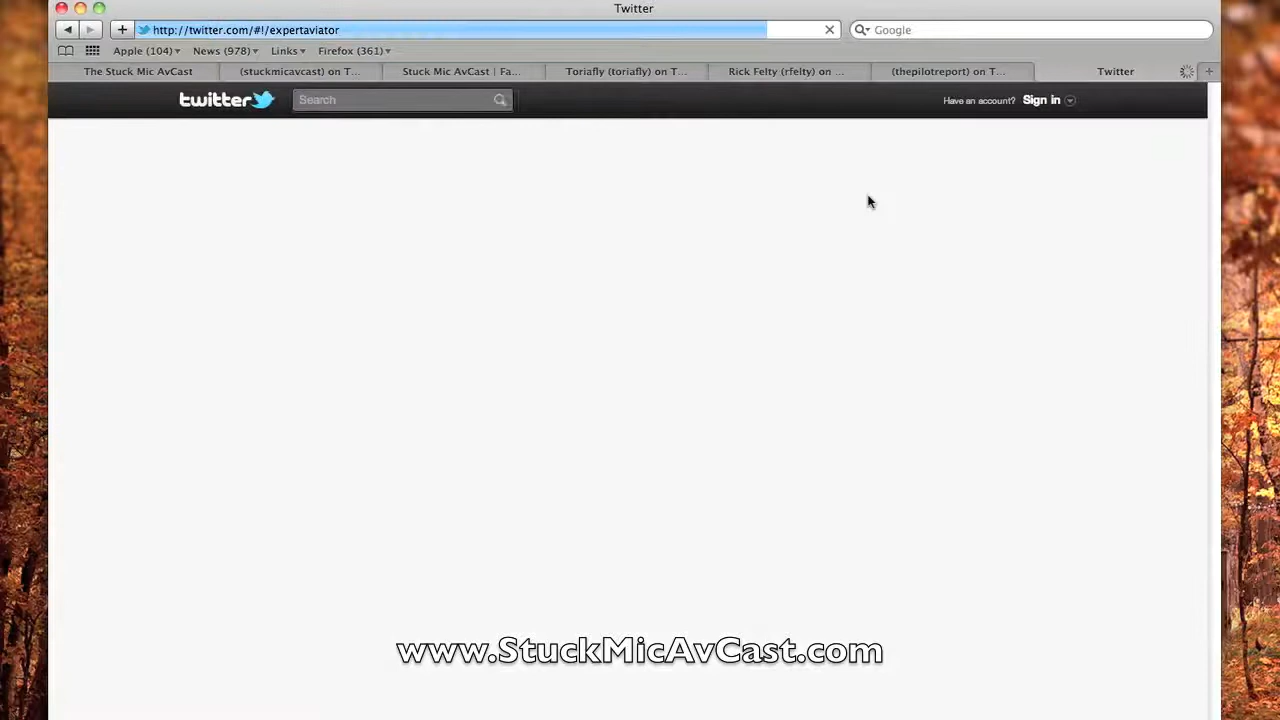 Twitter
http://twitter.com/#!/expertaviator
Google
Apple (104)
News (978)
Links
Firefox (361)
The Stuck Mic AvCast
(stuckmicavcast) on T...
Stuck Mic AvCast | Fa...
Toriafly (toriafly) on T...
Rick Felty (rfelty) on ...
(thepilotreport) on T...
Twitter
twitter
Search
Have an account? Sign in
www.StuckMicAvCast.com